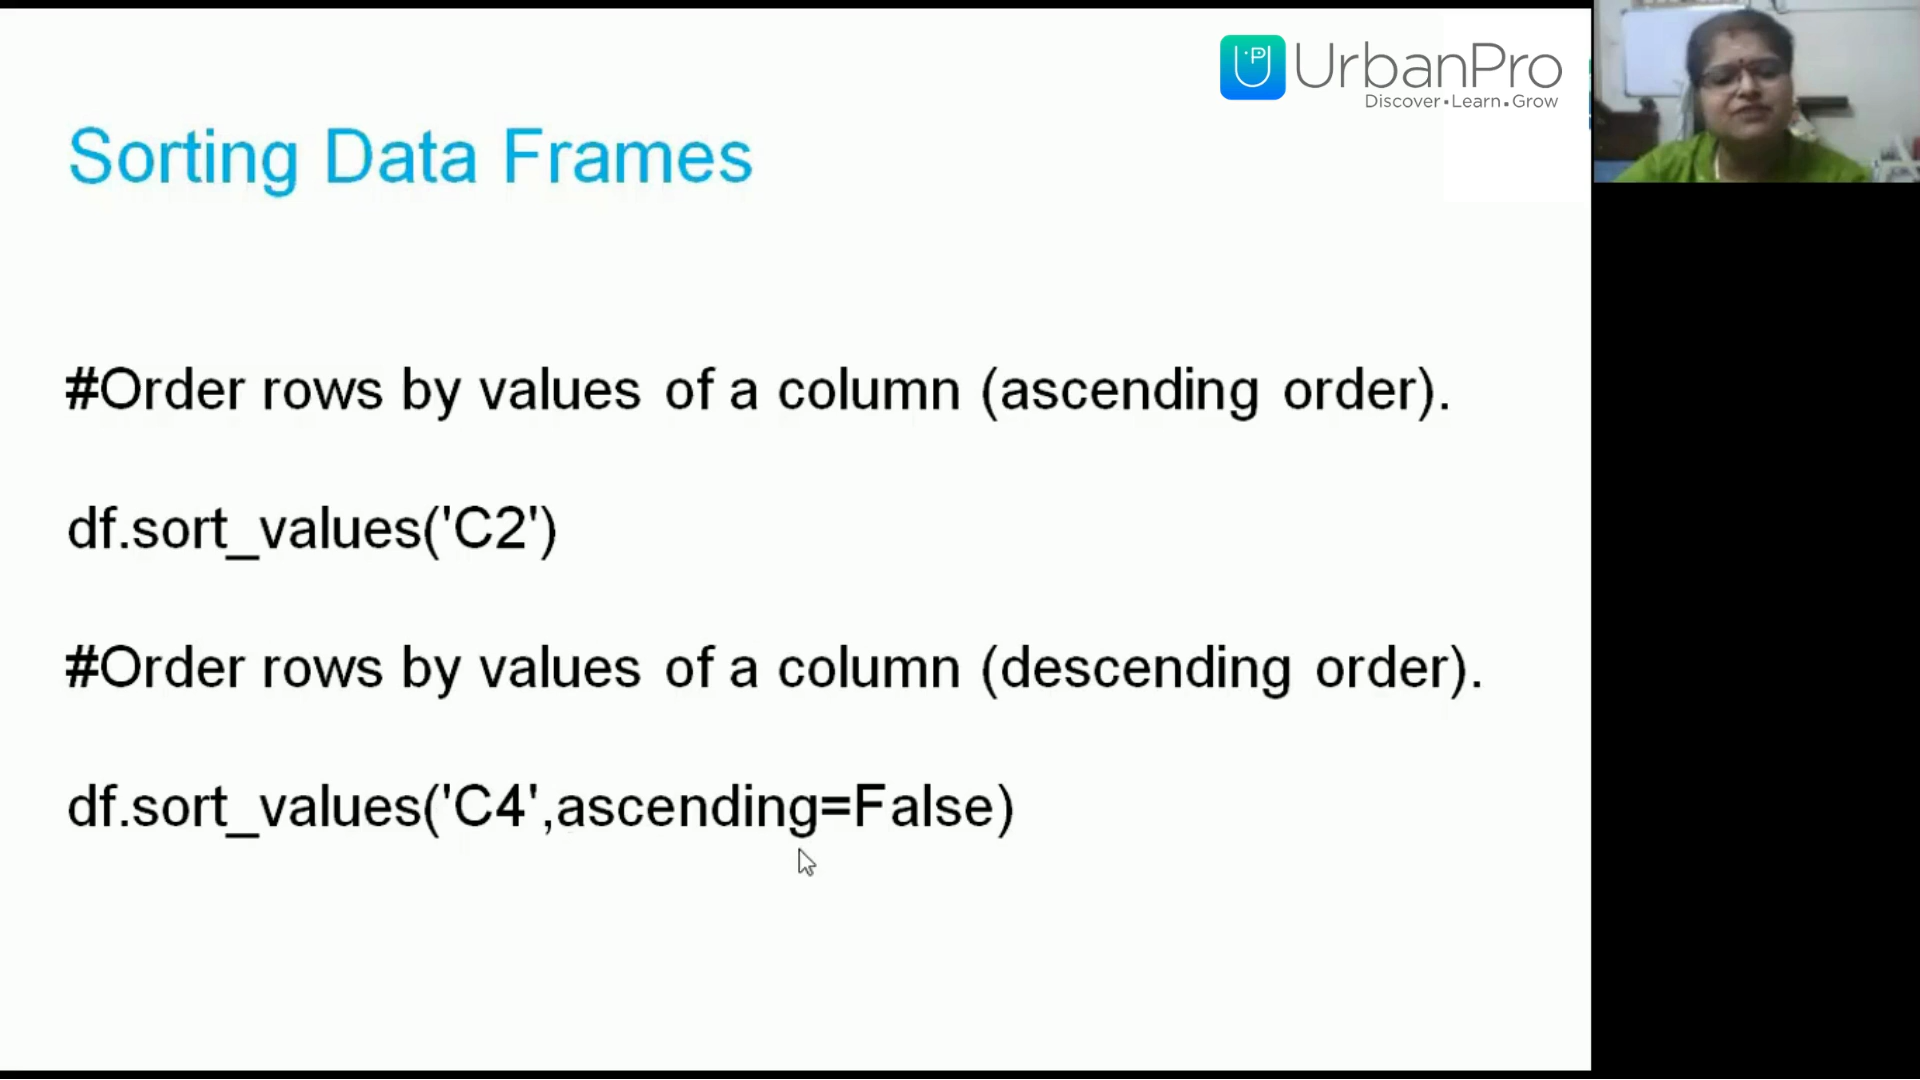 UrbanPro
Discover▪Learn▪Grow
Sorting Data Frames
#Order rows by values of a column (ascending order).
df.sort_values('C2')
#Order rows by values of a column (descending order).
df.sort_values('C4',ascending=False)